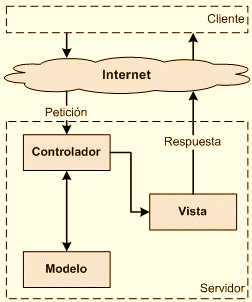 Cliente
Internet
Petición
Respuesta
Controlador
Vista
Modelo
Servidor